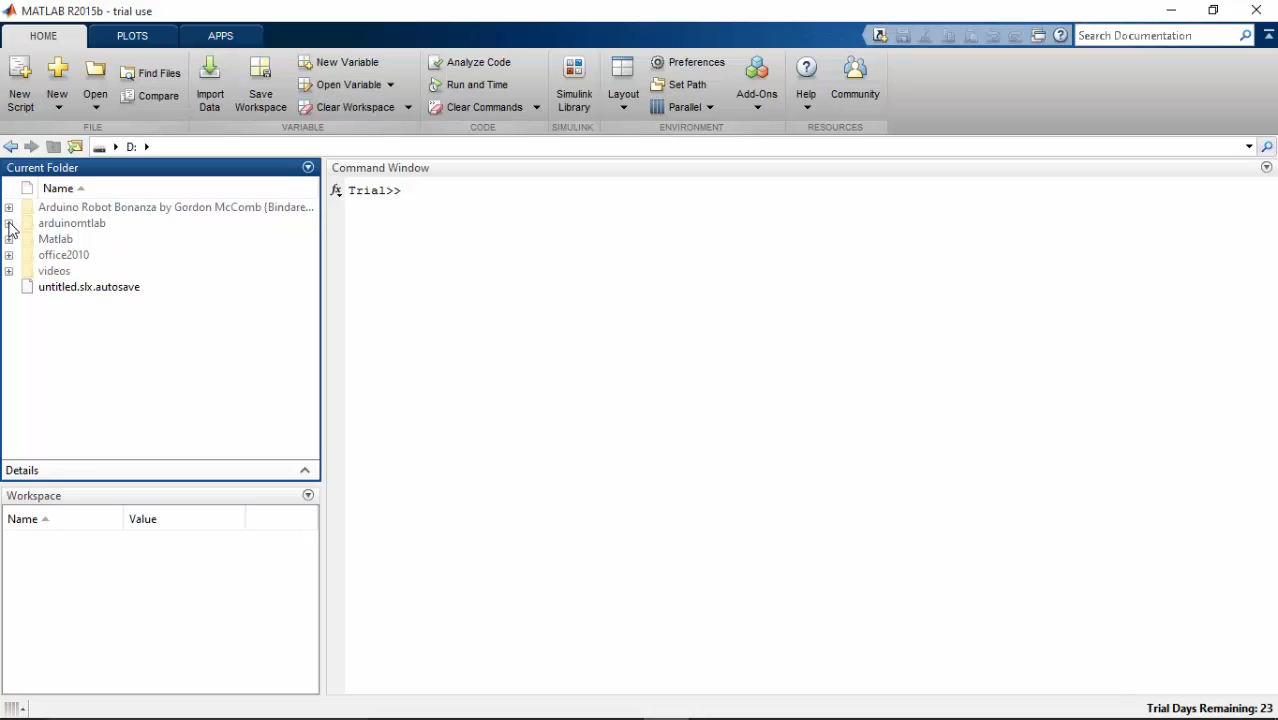 MATLAB R2015b - trial use
HOME PLOTS APPS
Search Documentation
New Script
New
Open
Find Files
Compare
FILE
Import Data
Save Workspace
New Variable
Open Variable
Clear Workspace
VARIABLE
Analyze Code
Run and Time
Clear Commands
CODE
Simulink Library
SIMULINK
Layout
Preferences
Set Path
Parallel
Add-Ons
ENVIRONMENT
Help
Community
RESOURCES
D:
Current Folder
Name
Arduino Robot Bonanza by Gordon McComb {Bindare...
arduinomtlab
Matlab
office2010
videos
untitled.slx.autosave
Details
Workspace
Name Value
Command Window
fx Trial>>
Trial Days Remaining: 23